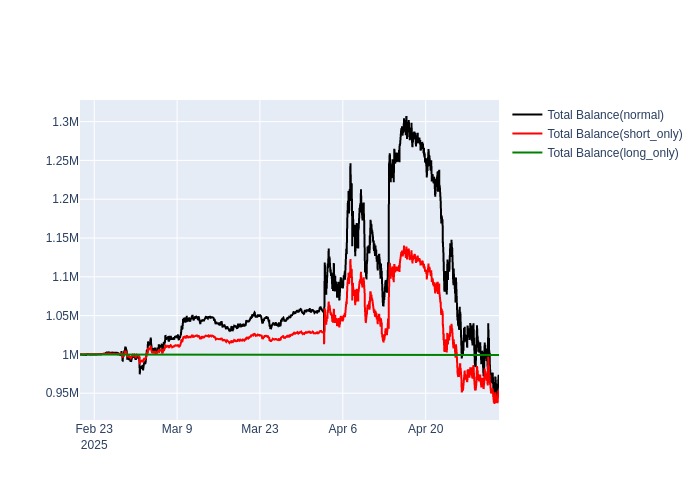 Total Balance(normal)
Total Balance(short_only)
Total Balance(long_only)
1.3M
1.25M
1.2M
1.15M
1.1M
1.05M
1M
0.95M
Feb 23
2025
Mar 9
Mar 23
Apr 6
Apr 20